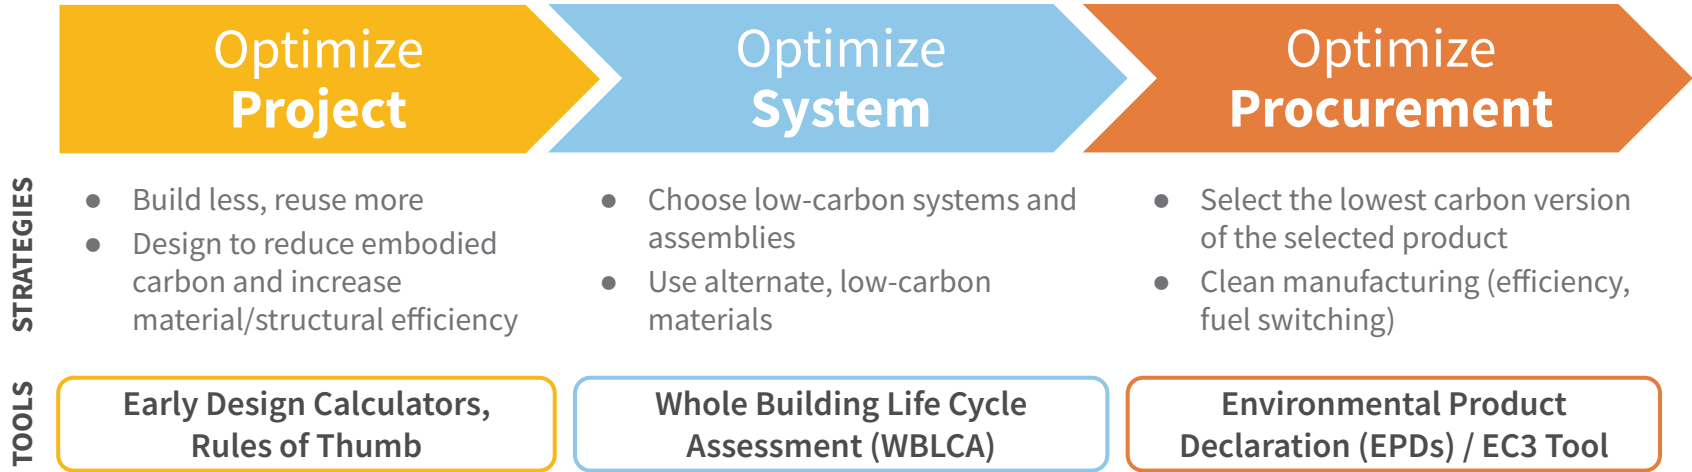 Optimize
Project
Optimize
System
Optimize
Procurement
STRATEGIES
● Build less, reuse more
● Design to reduce embodied
carbon and increase
material/structural efficiency
● Choose low-carbon systems and
assemblies
● Use alternate, low-carbon
materials
● Select the lowest carbon version
of the selected product
● Clean manufacturing (efficiency,
fuel switching)
TOOLS
Early Design Calculators,
Rules of Thumb
Whole Building Life Cycle
Assessment (WBLCA)
Environmental Product
Declaration (EPDs) / EC3 Tool